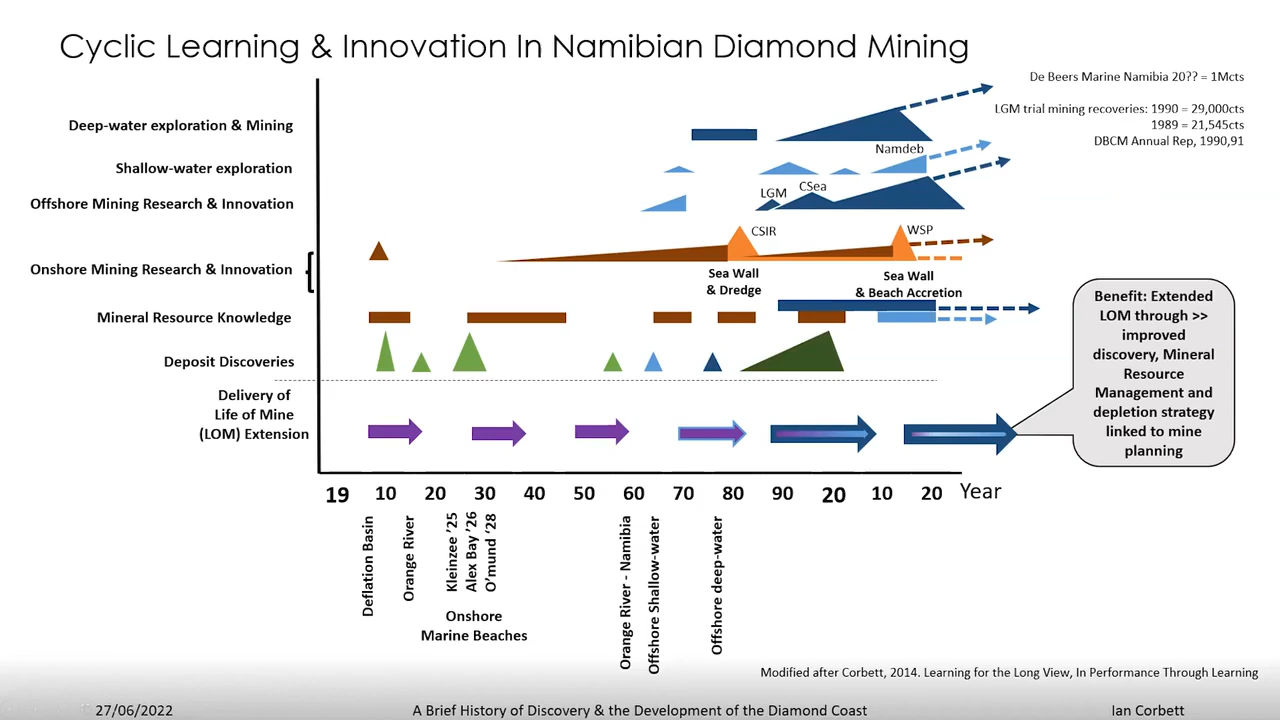 Cyclic Learning & Innovation In Namibian Diamond Mining
De Beers Marine Namibia 20?? = 1Mcts
LGM trial mining recoveries: 1990 = 29,000cts
1989 = 21,545cts
DBCM Annual Rep, 1990,91
Deep-water exploration & Mining
Namdeb
Shallow-water exploration
LGM
CSea
Offshore Mining Research & Innovation
CSIR
WSP
Onshore Mining Research & Innovation
Sea Wall
& Dredge
Sea Wall
& Beach Accretion
Mineral Resource Knowledge
Deposit Discoveries
Delivery of
Life of Mine
(LOM) Extension
Benefit: Extended
LOM through >>
improved
discovery, Mineral
Resource
Management and
depletion strategy
linked to mine
planning
19 10 20 30 40 50 60 70 80 90 20 10 20 Year
Deflation Basin
Orange River
Kleinzee '25
Alex Bay '26
O'mund '28
Onshore
Marine Beaches
Orange River - Namibia
Offshore Shallow-water
Offshore deep-water
Modified after Corbett, 2014. Learning for the Long View, In Performance Through Learning
27/06/2022 A Brief History of Discovery & the Development of the Diamond Coast Ian Corbett